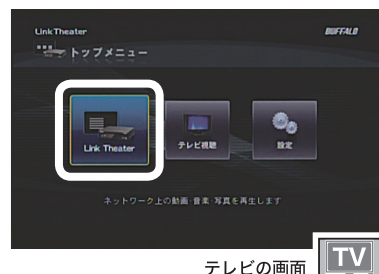 LinkTheater
BUFFALO
トップメニュー
Link Theater
テレビ視聴
設定
ネットワーク上の動画・音楽・写真を再生します
テレビの画面
TV